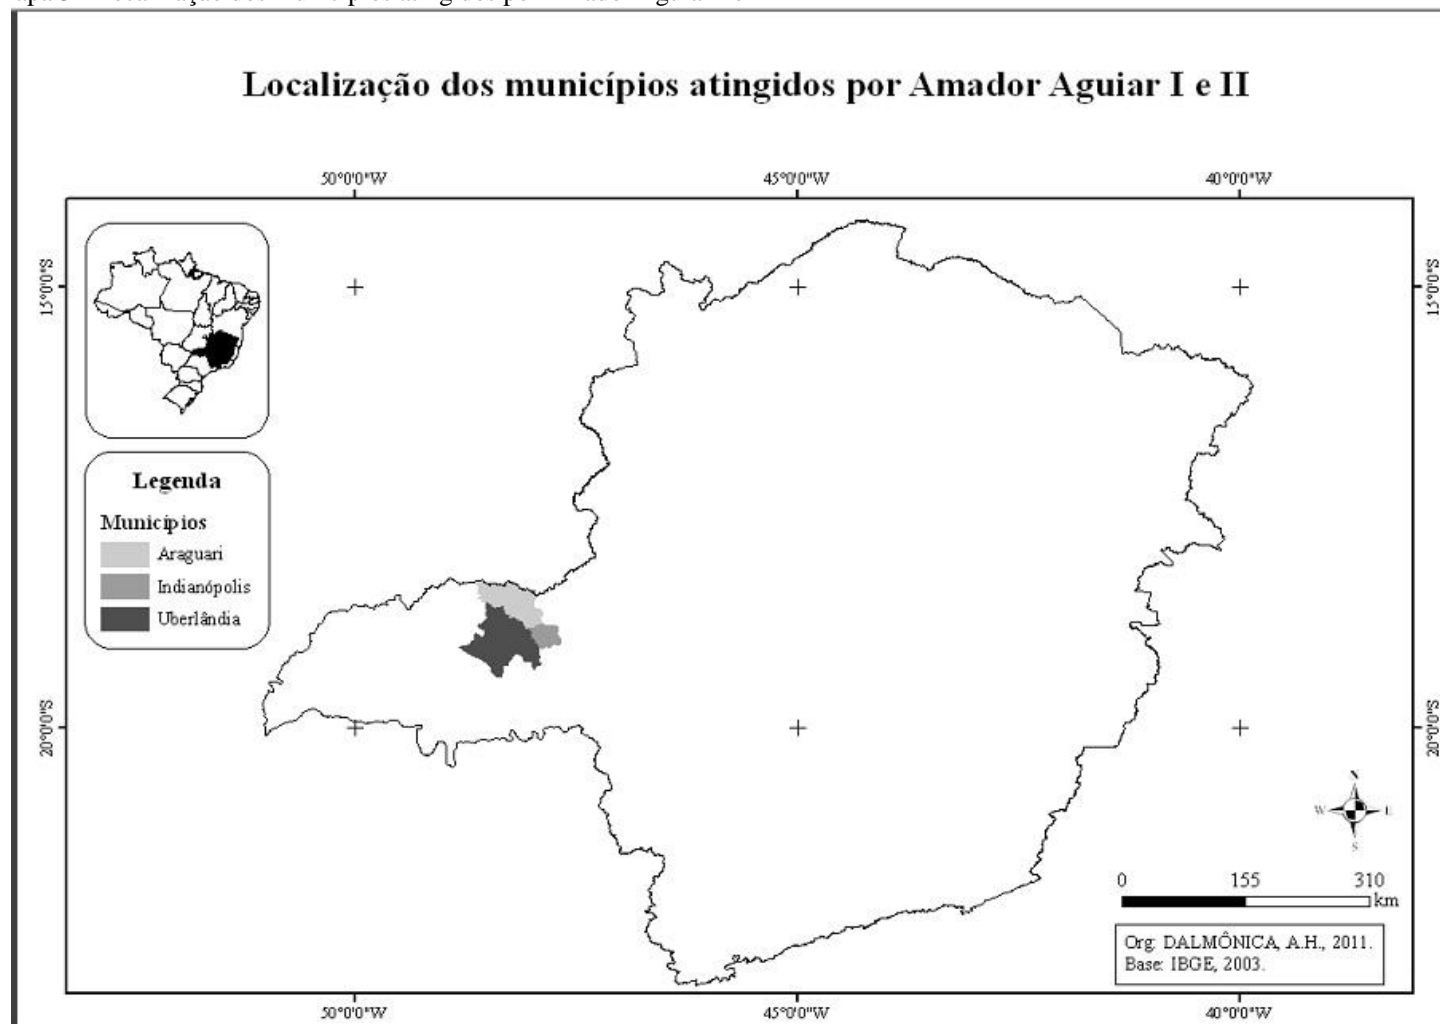 Localização dos municípios atingidos por Amador Aguiar I e II
50°0'0"W 45°0'0"W 40°0'0"W
15°0'0"S 15°0'0"S
Legenda
Municípios
Araguari
Indianópolis
Uberlândia
20°0'0"S 20°0'0"S
N
W E
S
0 155 310
km
Org: DALMÔNICA, A.H., 2011.
Base: IBGE, 2003.
50°0'0"W 45°0'0"W 40°0'0"W